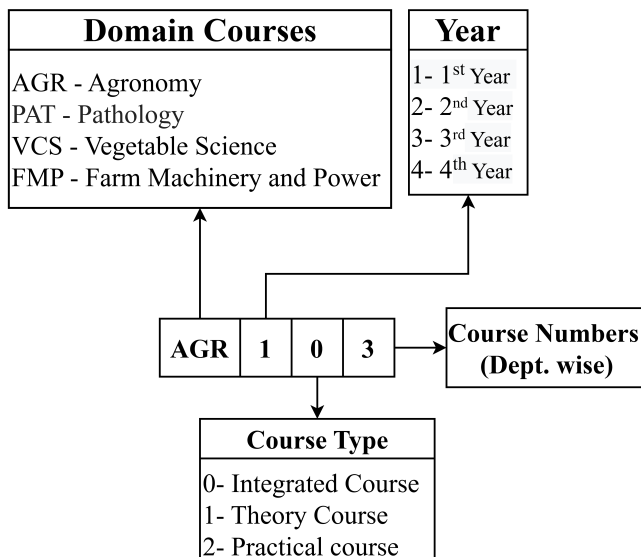 Domain Courses
AGR - Agronomy
PAT - Pathology
VCS - Vegetable Science
FMP - Farm Machinery and Power
Year
1- 1st Year
2- 2nd Year
3- 3rd Year
4- 4th Year
AGR 1 0 3
Course Numbers
(Dept. wise)
Course Type
0- Integrated Course
1- Theory Course
2- Practical course